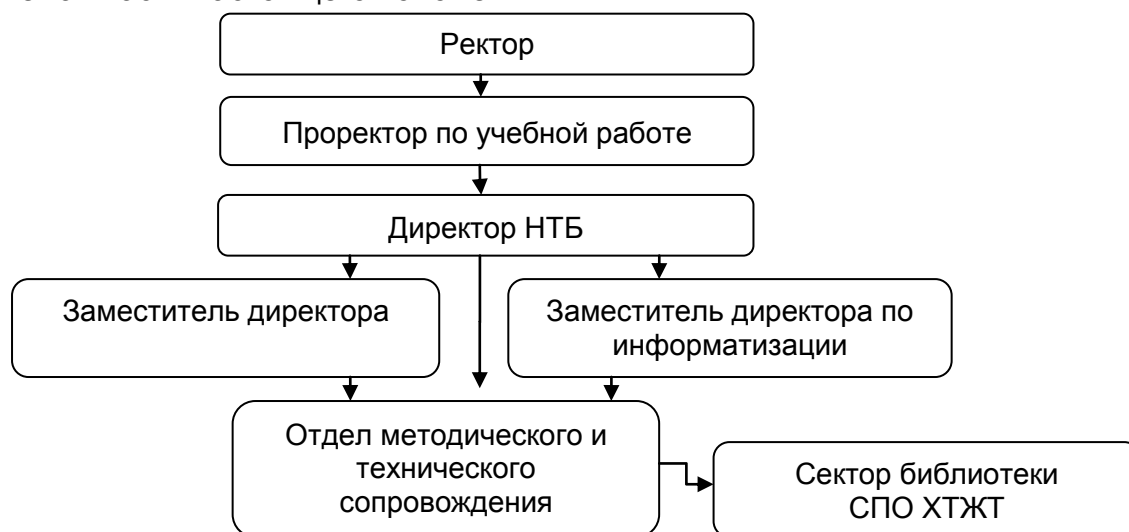 Ректор
Проректор по учебной работе
Директор НТБ
Заместитель директора
Заместитель директора по
информатизации
Отдел методического и
технического
сопровождения
Сектор библиотеки
СПО ХТЖТ